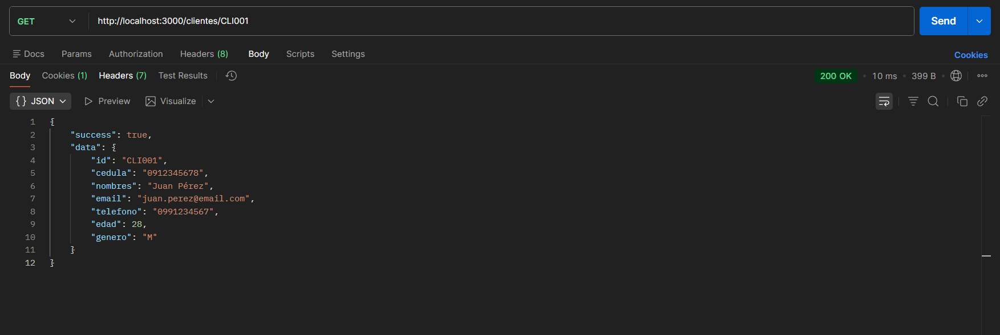 GET http://localhost:3000/clientes/CLI001 Send
Docs Params Authorization Headers (8) Body Scripts Settings Cookies
Body Cookies (1) Headers (7) Test Results 200 OK • 10 ms • 399 B •
{} JSON Preview Visualize
1 {
2 "success": true,
3 "data": {
4 "id": "CLI001",
5 "cedula": "0912345678",
6 "nombres": "Juan Pérez",
7 "email": "juan.perez@email.com",
8 "telefono": "0991234567",
9 "edad": 28,
10 "genero": "M"
11 }
12 }